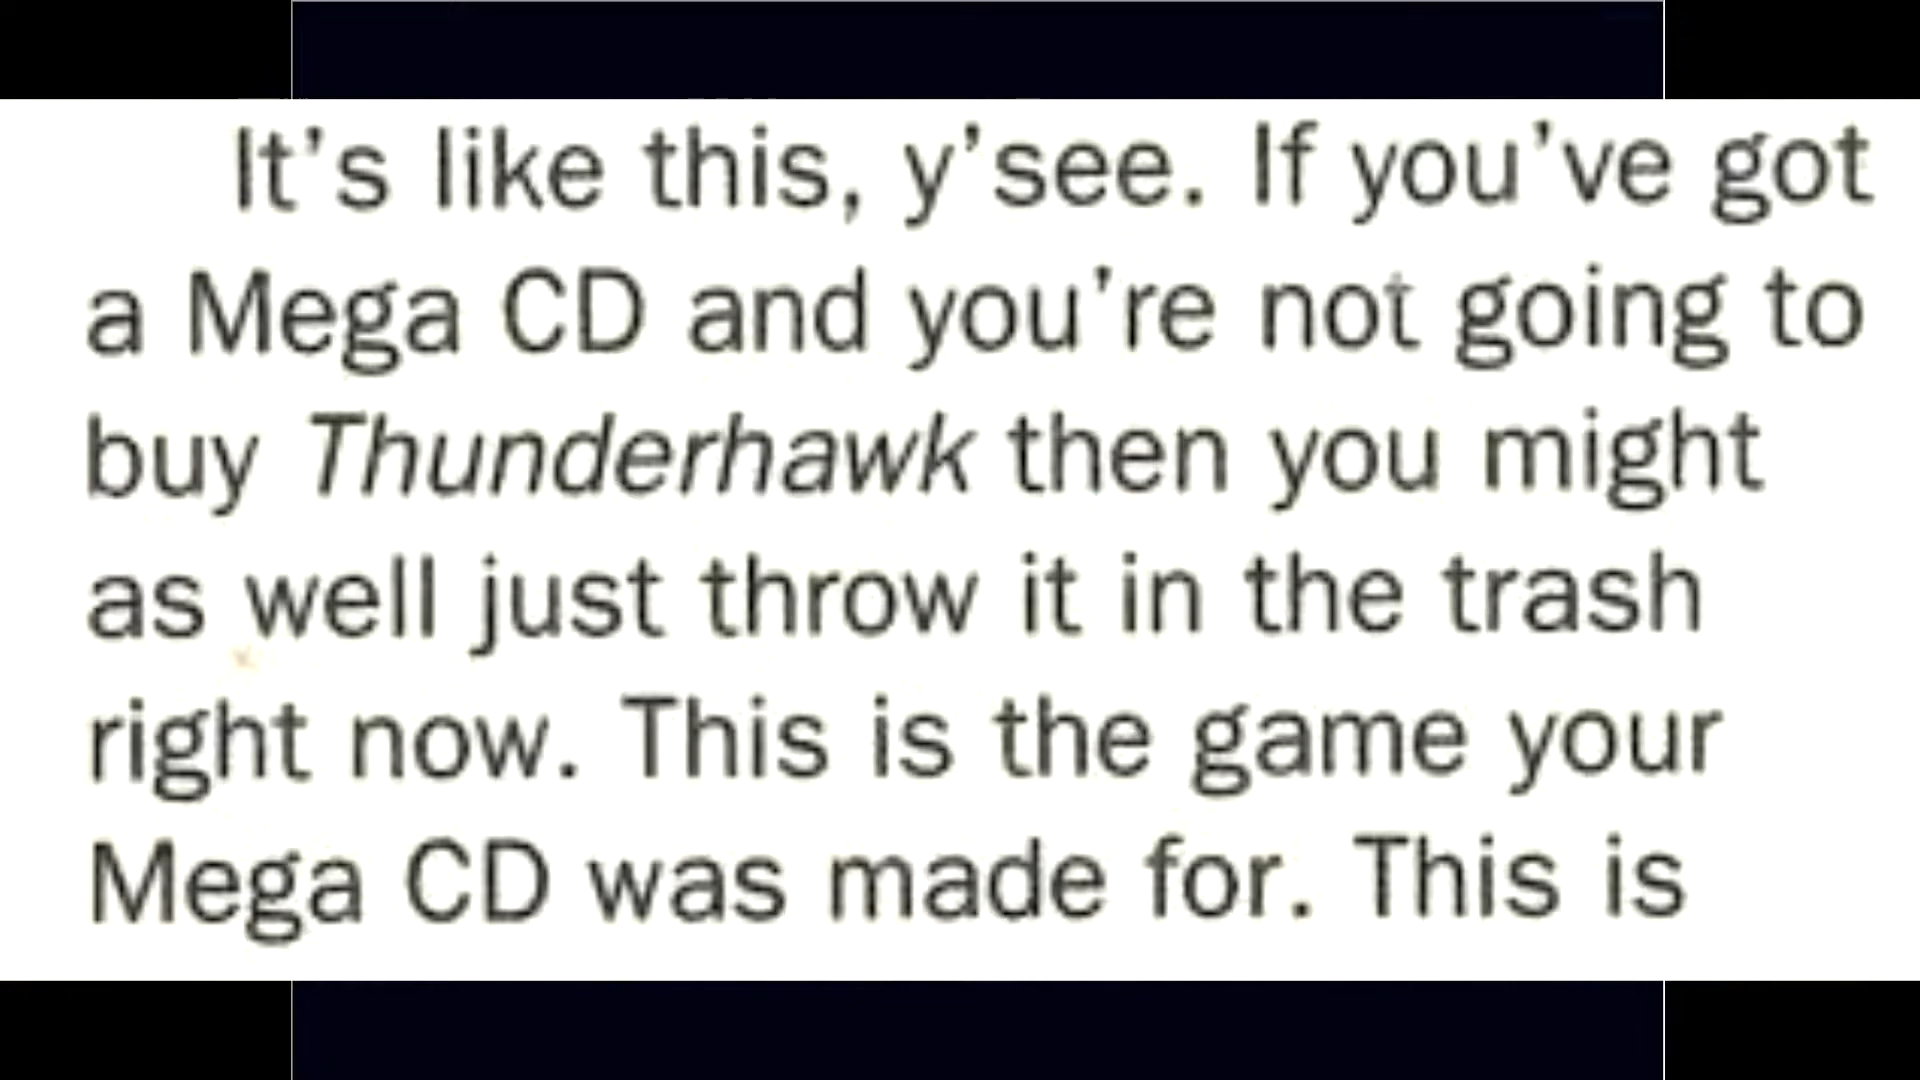 It's like this, y'see. If you've got
a Mega CD and you're not going to
buy Thunderhawk then you might
as well just throw it in the trash
right now. This is the game your
Mega CD was made for. This is